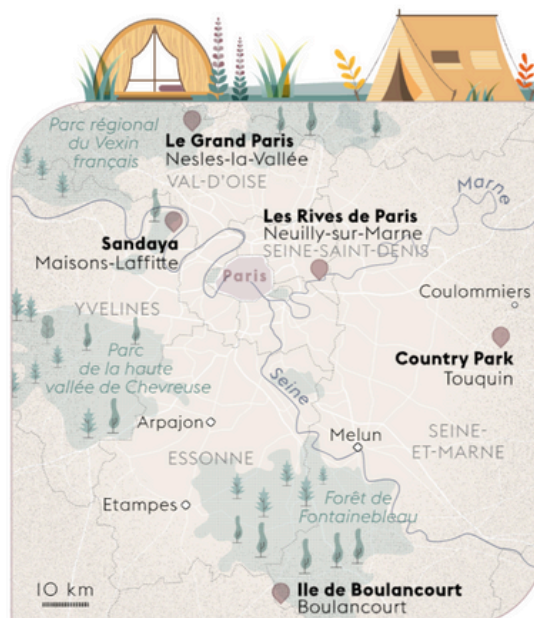 Parc régional
du Vexin
français
Le Grand Paris
Nesles-la-Vallée
VAL-D'OISE
Marne
Les Rives de Paris
Neuilly-sur-Marne
SEINE-SAINT-DENIS
Sandaya
Maisons-Laffitte
Paris
Coulommiers
YVELINES
Country Park
Touquin
Parc
de la haute
vallée de Chevreuse
Seine
Arpajon
Melun
SEINE-
ET-MARNE
ESSONNE
Etampes
Forêt de
Fontainebleau
10 km
Ile de Boulancourt
Boulancourt